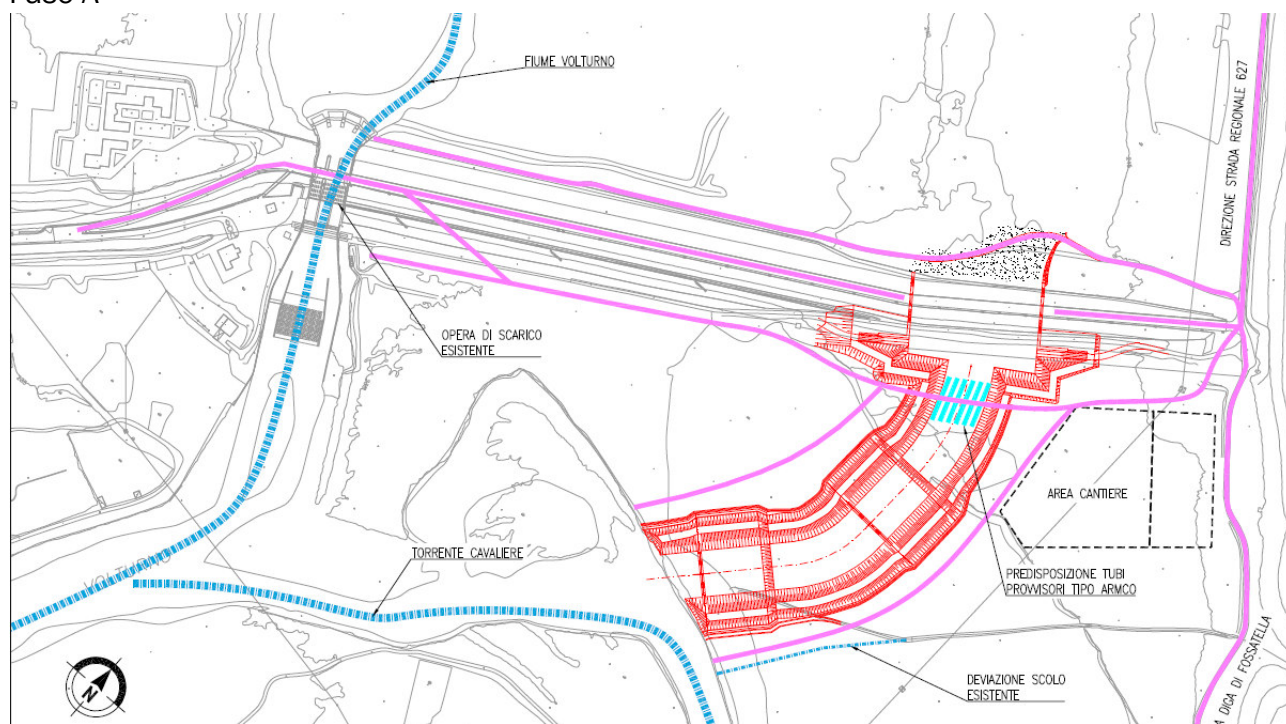 FIUME VOLTURNO
DIREZIONE STRADA REGIONALE 627
OPERA DI SCARICO
ESISTENTE
AREA CANTIERE
TORRENTE CAVALIERE
VOLTURNO
PREDISPOSIZIONE TUBI
PROVVISORI TIPO ARMCO
DEVIAZIONE SCOLO
ESISTENTE
A DIGA DI FOSSATELLA
N